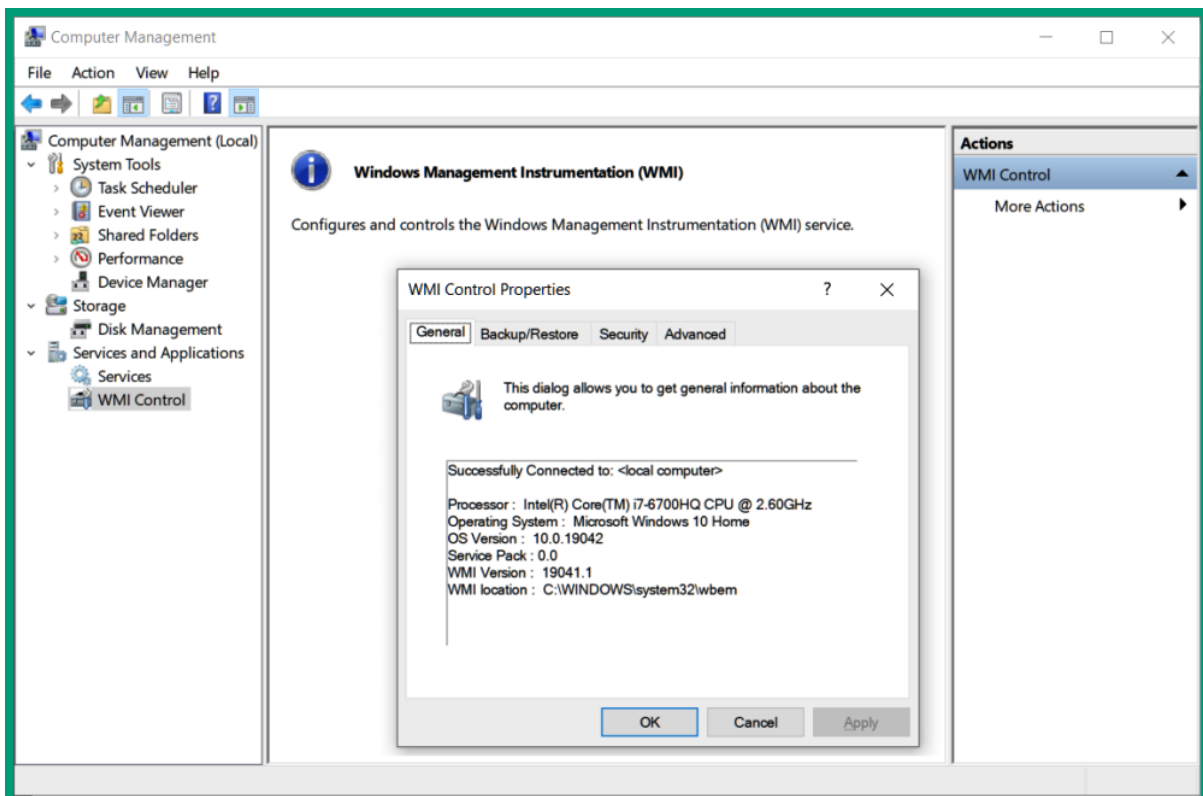 Computer Management
File Action View Help
Computer Management (Local)
System Tools
Task Scheduler
Event Viewer
Shared Folders
Performance
Device Manager
Storage
Disk Management
Services and Applications
Services
WMI Control
Windows Management Instrumentation (WMI)
Configures and controls the Windows Management Instrumentation (WMI) service.
WMI Control Properties
General Backup/Restore Security Advanced
This dialog allows you to get general information about the
computer.
Successfully Connected to: <local computer>
Processor : Intel(R) Core(TM) i7-6700HQ CPU @ 2.60GHz
Operating System : Microsoft Windows 10 Home
OS Version : 10.0.19042
Service Pack : 0.0
WMI Version : 19041.1
WMI location : C:\WINDOWS\system32\wbem
OK Cancel Apply
Actions
WMI Control
More Actions